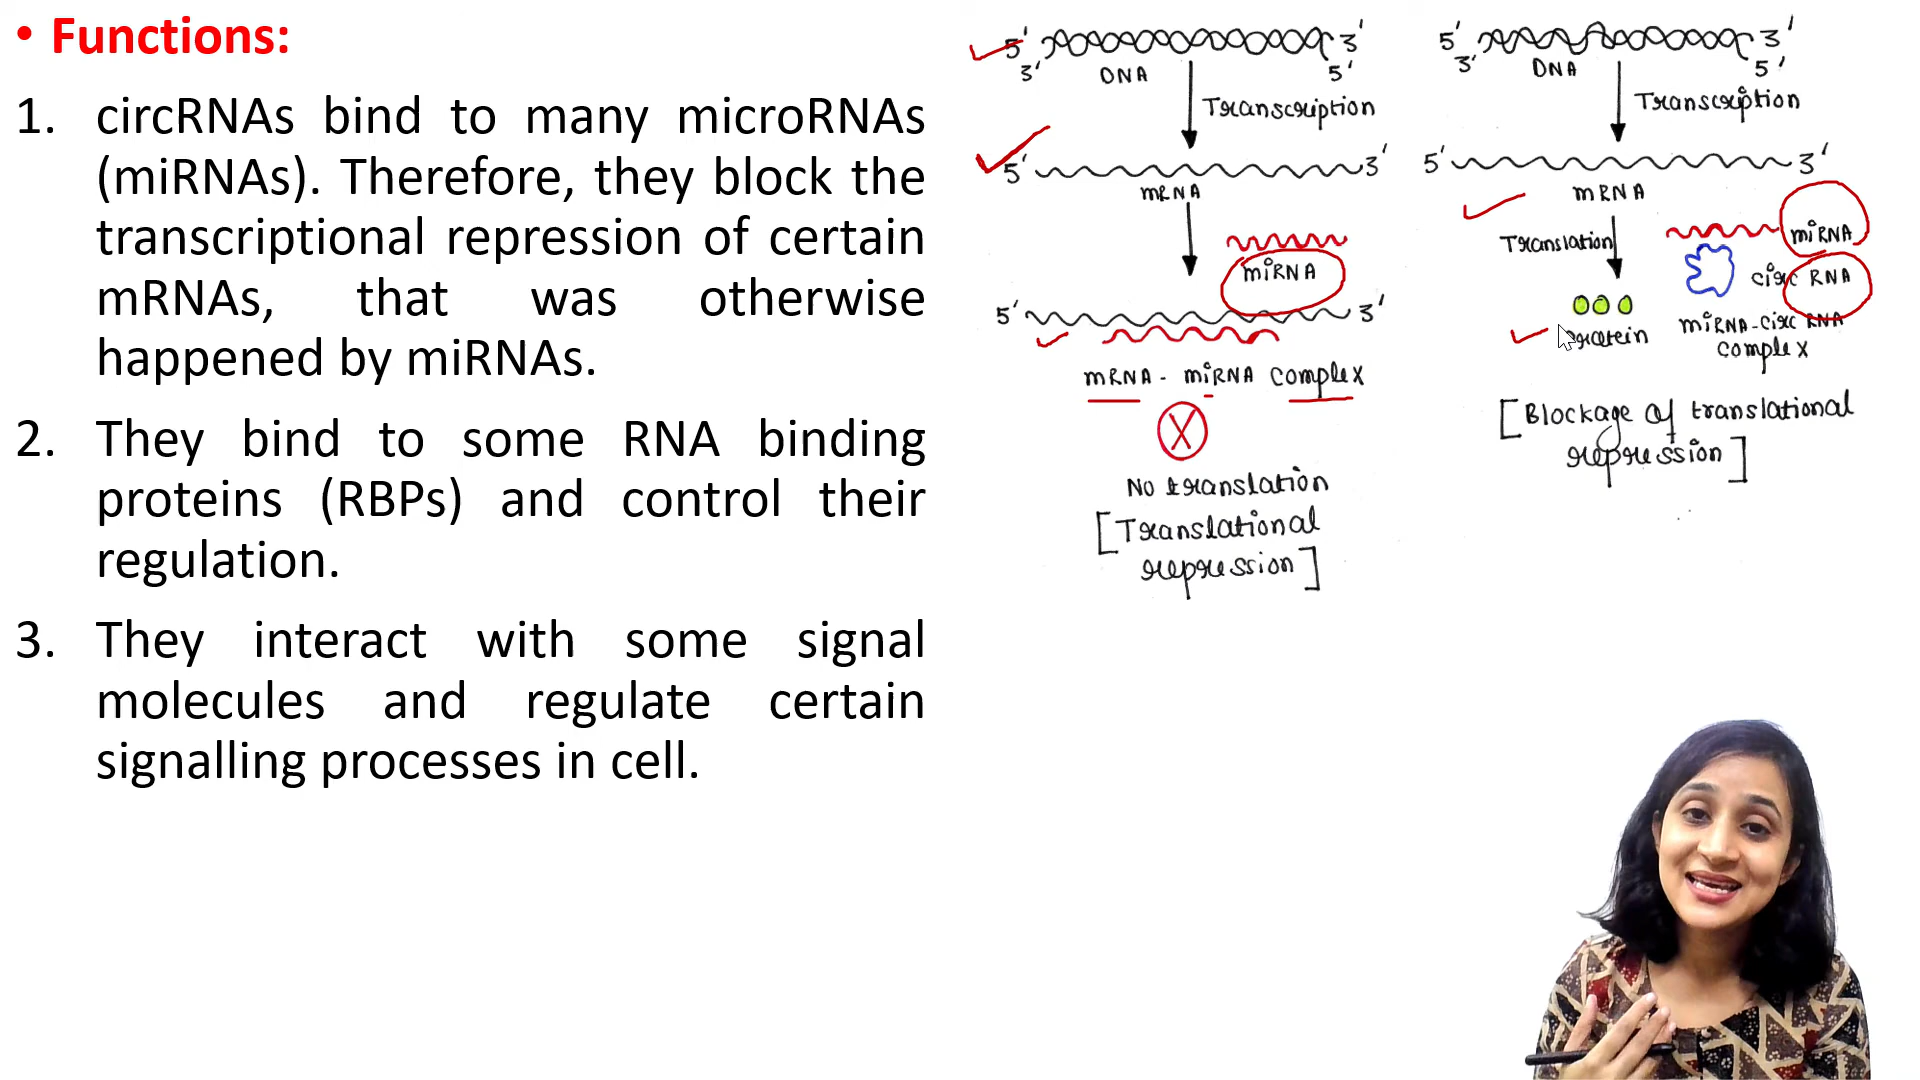 • Functions:
1. circRNAs bind to many microRNAs
(miRNAs). Therefore, they block the
transcriptional repression of certain
mRNAs, that was otherwise
happened by miRNAs.
2. They bind to some RNA binding
proteins (RBPs) and control their
regulation.
3. They interact with some signal
molecules and regulate certain
signalling processes in cell.
5' 3'
3' DNA 5'
Transcription
5' 3'
mRNA
miRNA
5' 3'
mRNA - miRNA complex
X
No translation
[Translational
repression]
5' 3'
3' DNA 5'
Transcription
5' 3'
mRNA
Translation
miRNA
circ RNA
Protein
miRNA-circ RNA
complex
[Blockage of translational
repression]